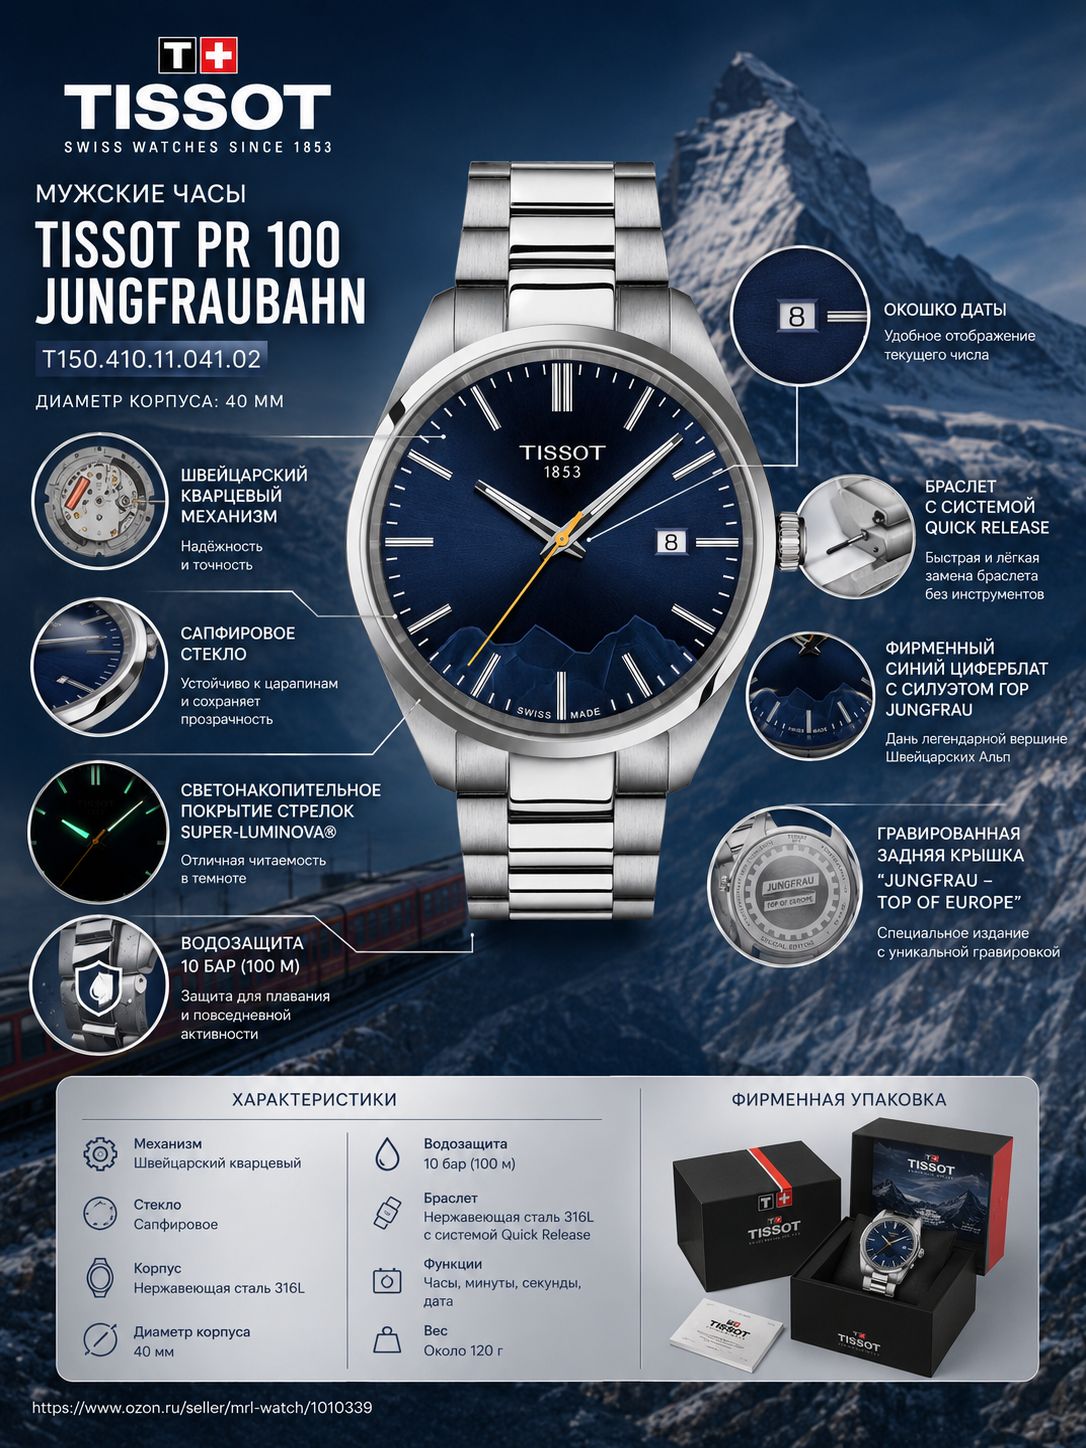 T+
TISSOT
SWISS WATCHES SINCE 1853
МУЖСКИЕ ЧАСЫ
TISSOT PR 100
JUNGFRAUBAHN
T150.410.11.041.02
ДИАМЕТР КОРПУСА: 40 ММ
ШВЕЙЦАРСКИЙ
КВАРЦЕВЫЙ
МЕХАНИЗМ
Надёжность
и точность
САПФИРОВОЕ
СТЕКЛО
Устойчиво к царапинам
и сохраняет
прозрачность
СВЕТОНАКОПИТЕЛЬНОЕ
ПОКРЫТИЕ СТРЕЛОК
SUPER-LUMINOVA®
Отличная читаемость
в темноте
ВОДОЗАЩИТА
10 БАР (100 М)
Защита для плавания
и повседневной
активности
TISSOT
1853
8
SWISS MADE
8
ОКОШКО ДАТЫ
Удобное отображение
текущего числа
БРАСЛЕТ
С СИСТЕМОЙ
QUICK RELEASE
Быстрая и лёгкая
замена браслета
без инструментов
ФИРМЕННЫЙ
СИНИЙ ЦИФЕРБЛАТ
С СИЛУЭТОМ ГОР
JUNGFRAU
Дань легендарной вершине
Швейцарских Альп
JUNGFRAU
TOP OF EUROPE
SPECIAL EDITION
ГРАВИРОВАННАЯ
ЗАДНЯЯ КРЫШКА
“JUNGFRAU –
TOP OF EUROPE”
Специальное издание
с уникальной гравировкой
ХАРАКТЕРИСТИКИ
Механизм
Швейцарский кварцевый
Стекло
Сапфировое
Корпус
Нержавеющая сталь 316L
Диаметр корпуса
40 мм
Водозащита
10 бар (100 м)
Браслет
Нержавеющая сталь 316L
с системой Quick Release
Функции
Часы, минуты, секунды,
дата
Вес
Около 120 г
ФИРМЕННАЯ УПАКОВКА
T+
TISSOT
TISSOT
TISSOT
TISSOT
https://www.ozon.ru/seller/mrl-watch/1010339